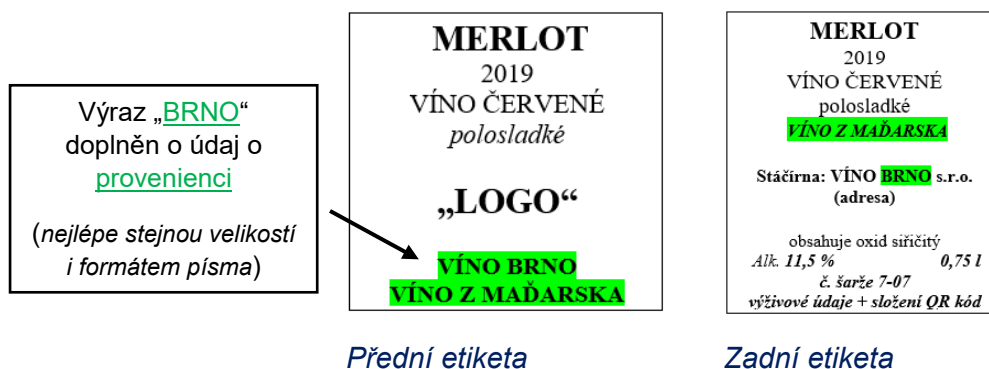 Výraz „BRNO“
doplněn o údaj o
provenienci
(nejlépe stejnou velikostí
i formátem písma)
MERLOT
2019
VÍNO ČERVENÉ
polosladké
„LOGO“
VÍNO BRNO
VÍNO Z MAĎARSKA
Přední etiketa
MERLOT
2019
VÍNO ČERVENÉ
polosladké
VÍNO Z MAĎARSKA
Stáčírna: VÍNO BRNO s.r.o.
(adresa)
obsahuje oxid siřičitý
Alk. 11,5 % 0,75 l
č. šarže 7-07
výživové údaje + složení QR kód
Zadní etiketa